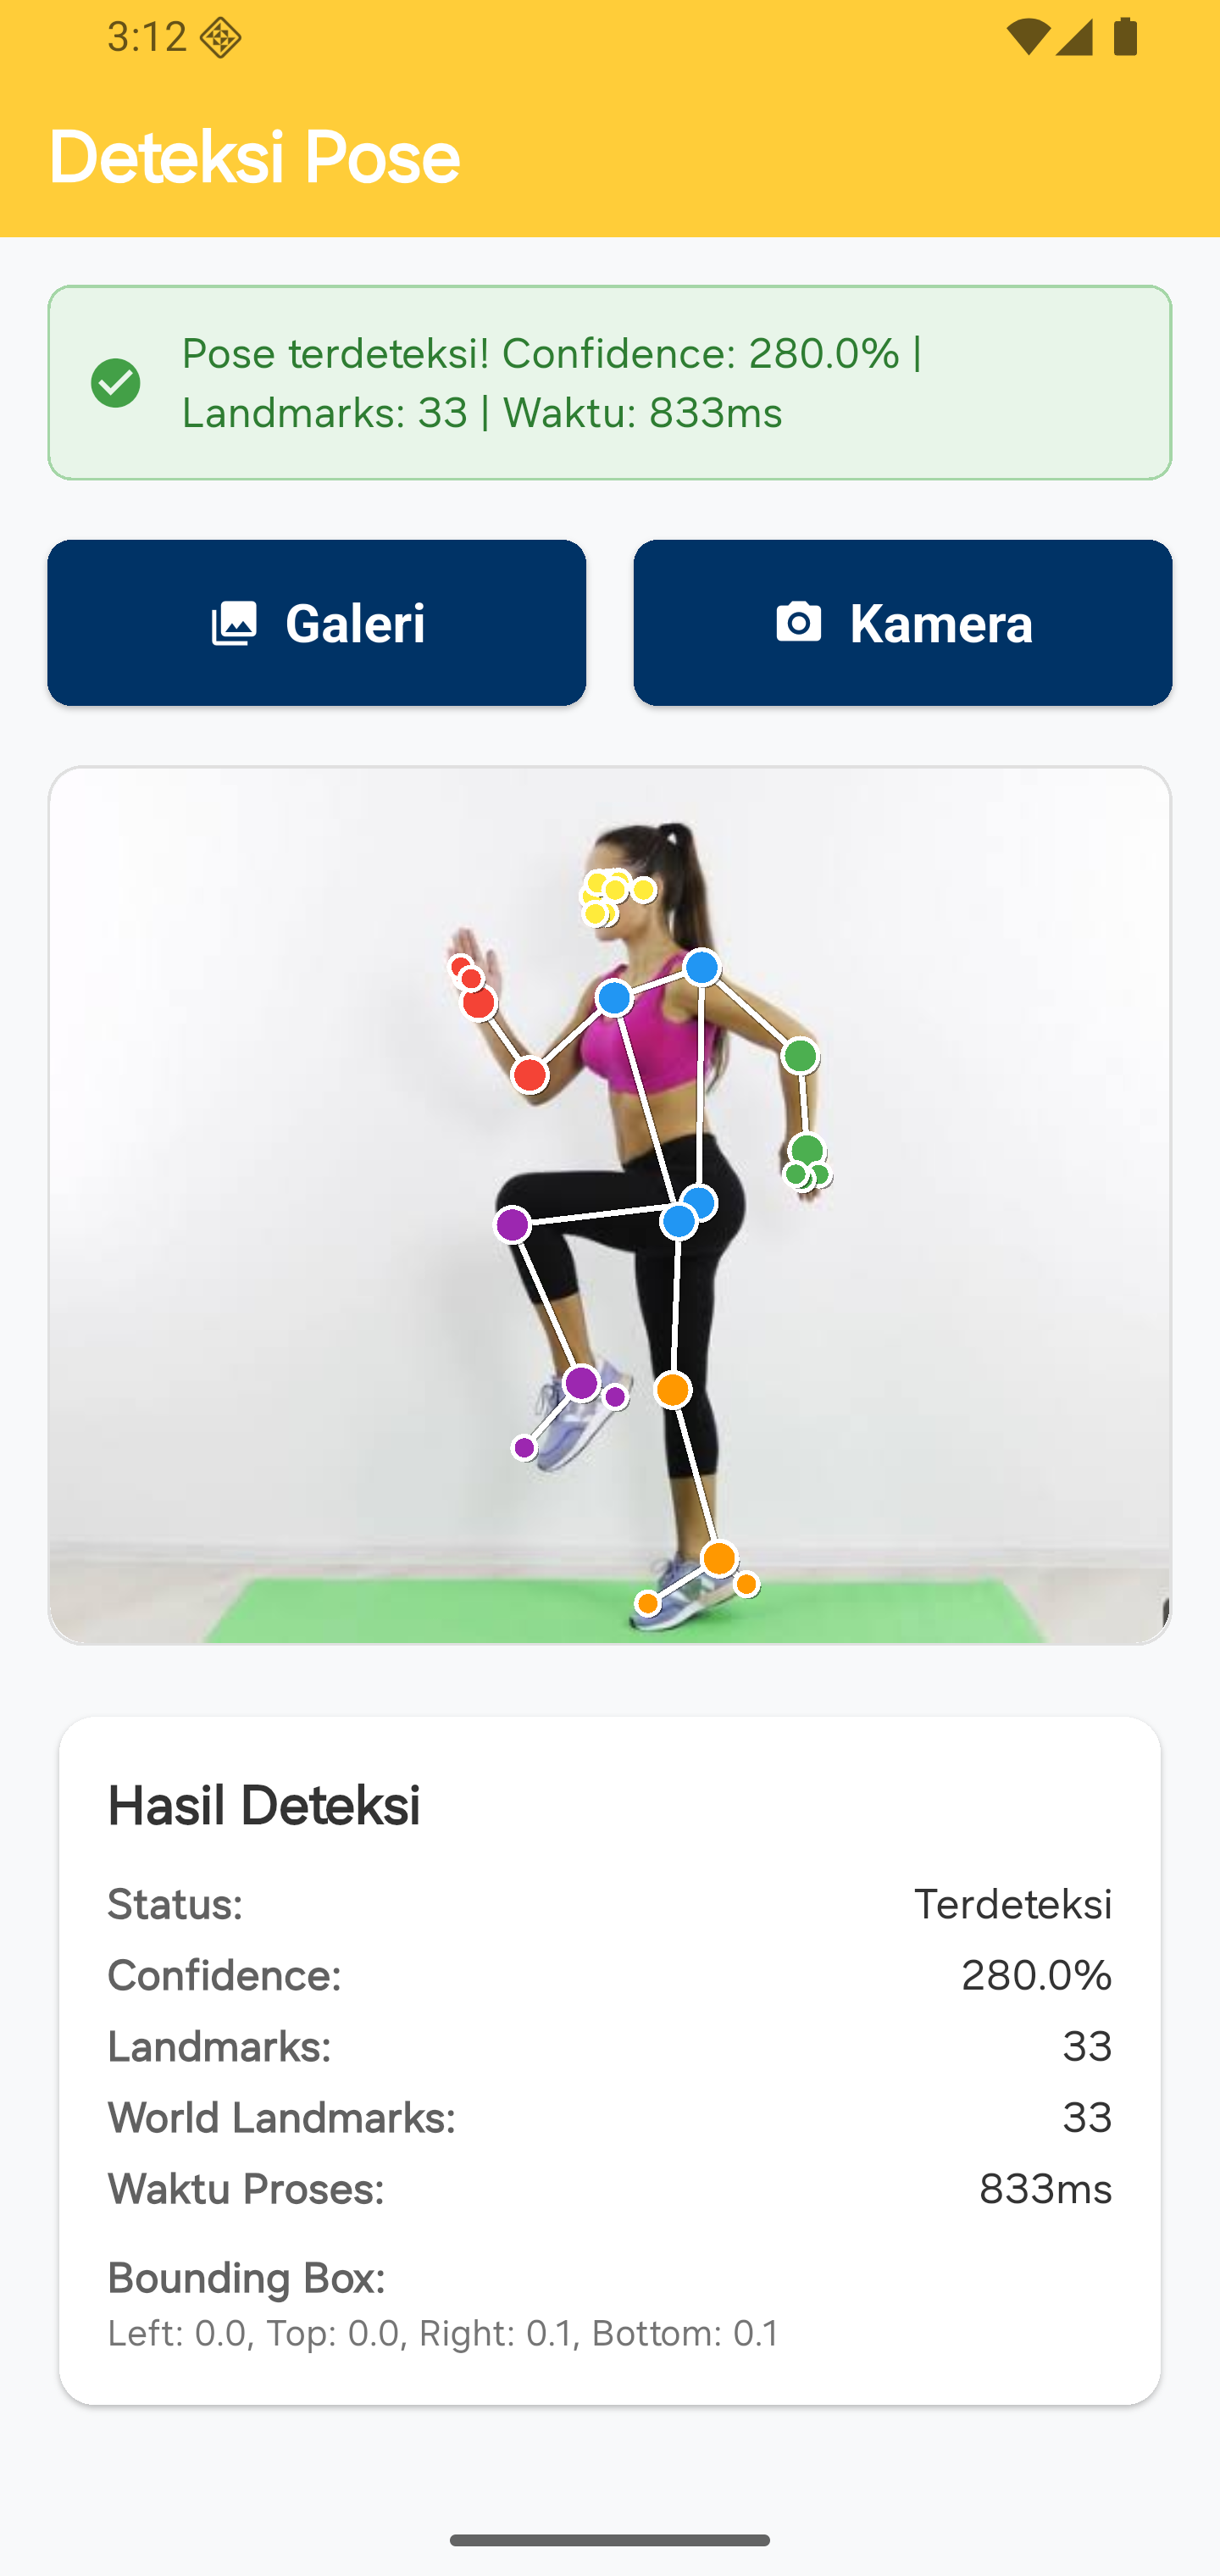 3:12
Deteksi Pose
Pose terdeteksi! Confidence: 280.0% |
Landmarks: 33 | Waktu: 833ms
Galeri
Kamera
Hasil Deteksi
Status: Terdeteksi
Confidence: 280.0%
Landmarks: 33
World Landmarks: 33
Waktu Proses: 833ms
Bounding Box:
Left: 0.0, Top: 0.0, Right: 0.1, Bottom: 0.1